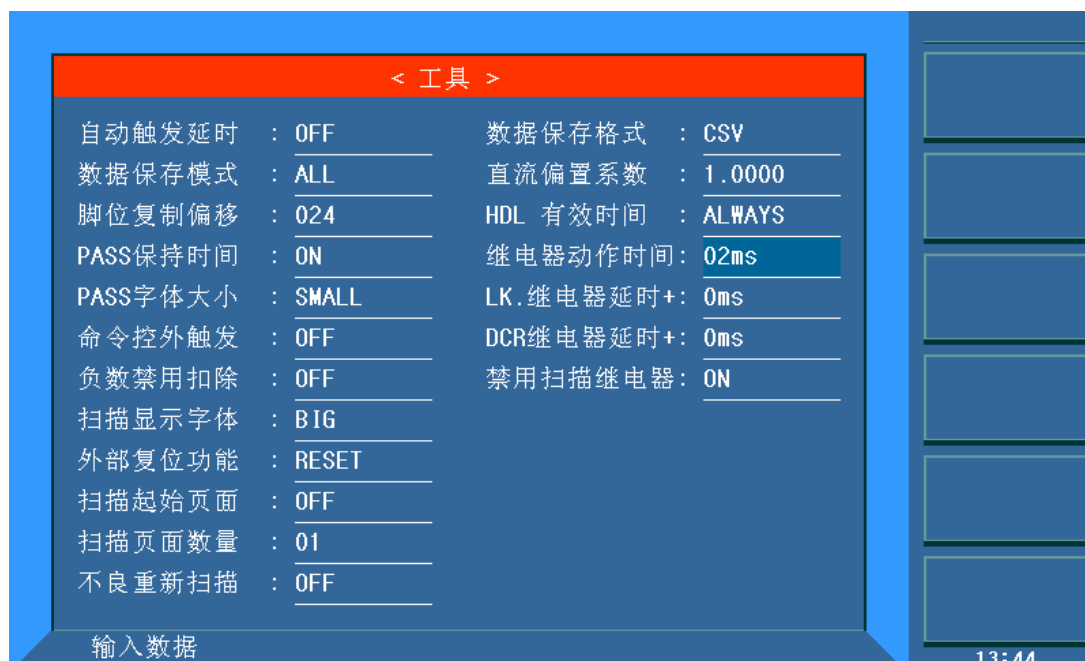 < 工具 >
自动触发延时 : OFF 数据保存格式 : CSV
数据保存模式 : ALL 直流偏置系数 : 1.0000
脚位复制偏移 : 024 HDL 有效时间 : ALWAYS
PASS保持时间 : ON 继电器动作时间: 02ms
PASS字体大小 : SMALL LK.继电器延时+: 0ms
命令控外触发 : OFF DCR继电器延时+: 0ms
负数禁用扣除 : OFF 禁用扫描继电器: ON
扫描显示字体 : BIG
外部复位功能 : RESET
扫描起始页面 : OFF
扫描页面数量 : 01
不良重新扫描 : OFF
输入数据
13:44